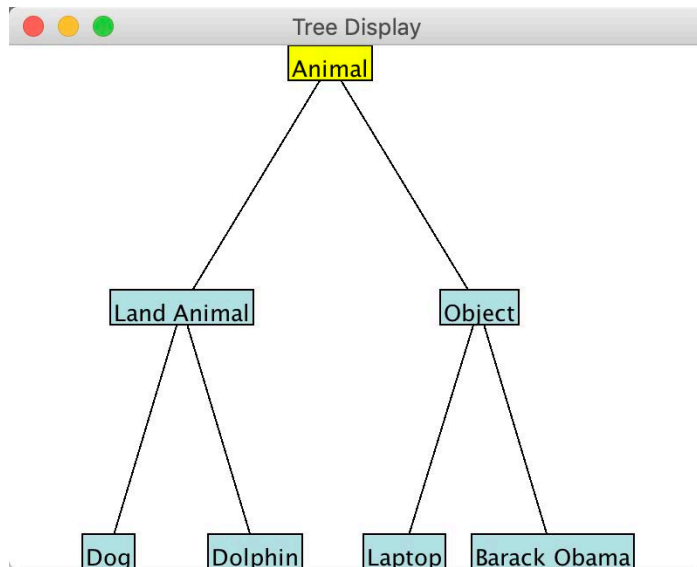 Tree Display
Animal
Land Animal
Object
Dog
Dolphin
Laptop
Barack Obama